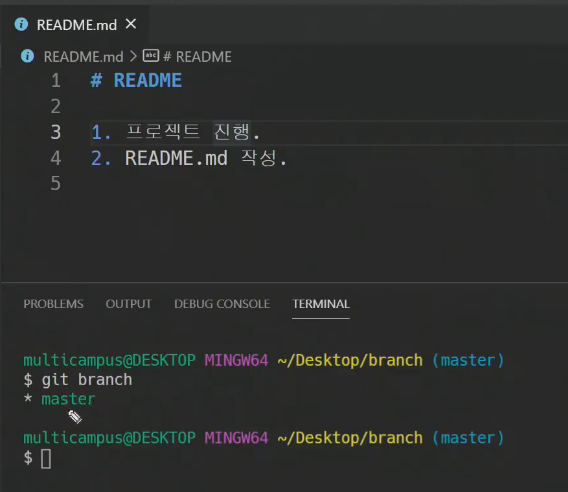 README.md
README.md > # README
1 # README
2
3 1. 프로젝트 진행.
4 2. README.md 작성.
5
PROBLEMS OUTPUT DEBUG CONSOLE TERMINAL
multicampus@DESKTOP MINGW64 ~/Desktop/branch (master)
$ git branch
* master
multicampus@DESKTOP MINGW64 ~/Desktop/branch (master)
$